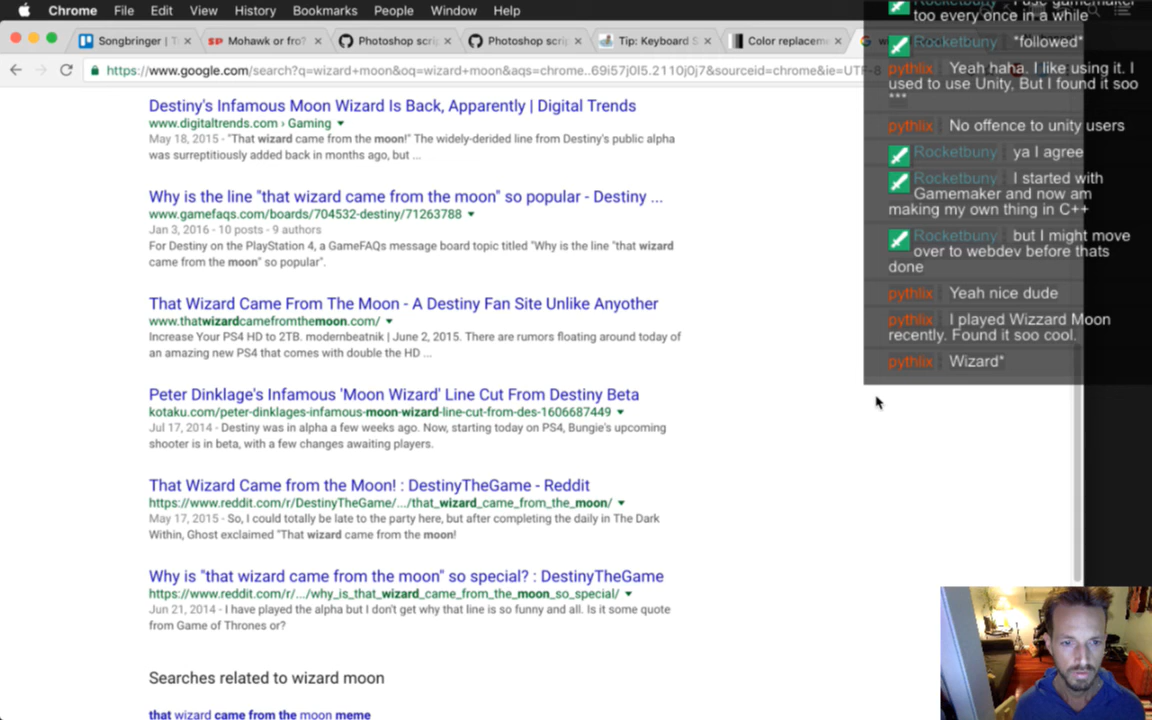 Chrome File Edit View History Bookmarks People Window Help
Songbringer | T
Mohawk or fro?
Photoshop scri
Photoshop scri
Tip: Keyboard S
Color replaceme
https://www.google.com/search?q=wizard+moon&oq=wizard+moon&aqs=chrome..69i57j0l5.2110j0j7&sourceid=chrome&ie=UTF-8
Destiny's Infamous Moon Wizard Is Back, Apparently | Digital Trends
www.digitaltrends.com › Gaming
May 18, 2015 - "That wizard came from the moon!" The widely-derided line from Destiny's public alpha
was surreptitiously added back in months ago, but ...
Why is the line "that wizard came from the moon" so popular - Destiny ...
www.gamefaqs.com/boards/704532-destiny/71263788
Jan 3, 2016 - 10 posts - 9 authors
For Destiny on the PlayStation 4, a GameFAQs message board topic titled "Why is the line "that wizard
came from the moon" so popular".
That Wizard Came From The Moon - A Destiny Fan Site Unlike Anyother
www.thatwizardcamefromthemoon.com/
Increase Your PS4 HD to 2TB. modernbeatnik | June 2, 2015. There are rumors floating around today of
an amazing new PS4 that comes with double the HD ...
Peter Dinklage's Infamous 'Moon Wizard' Line Cut From Destiny Beta
kotaku.com/peter-dinklages-infamous-moon-wizard-line-cut-from-des-1606687449
Jul 17, 2014 - Destiny was in alpha a few weeks ago. Now, starting today on PS4, Bungie's upcoming
shooter is in beta, with a few changes awaiting players.
That Wizard Came from the Moon! : DestinyTheGame - Reddit
https://www.reddit.com/r/DestinyTheGame/.../that_wizard_came_from_the_moon/
May 17, 2015 - So, I could totally be late to the party here, but after completing the daily in The Dark
Within, Ghost exclaimed "That wizard came from the moon!
Why is "that wizard came from the moon" so special? : DestinyTheGame
https://www.reddit.com/r/.../why_is_that_wizard_came_from_the_moon_so_special/
Jun 21, 2014 - I have played the alpha but I don't get why that line is so funny and all. Is it some quote
from Game of Thrones or?
Searches related to wizard moon
that wizard came from the moon meme
Rocketbuny I use gamemaker
too every once in a while
Rocketbuny *followed*
pythlix Yeah haha. I like using it. I
used to use Unity, But I found it soo
***
pythlix No offence to unity users
Rocketbuny ya I agree
Rocketbuny I started with
Gamemaker and now am
making my own thing in C++
Rocketbuny but I might move
over to webdev before thats
done
pythlix Yeah nice dude
pythlix I played Wizzard Moon
recently. Found it soo cool.
pythlix Wizard*